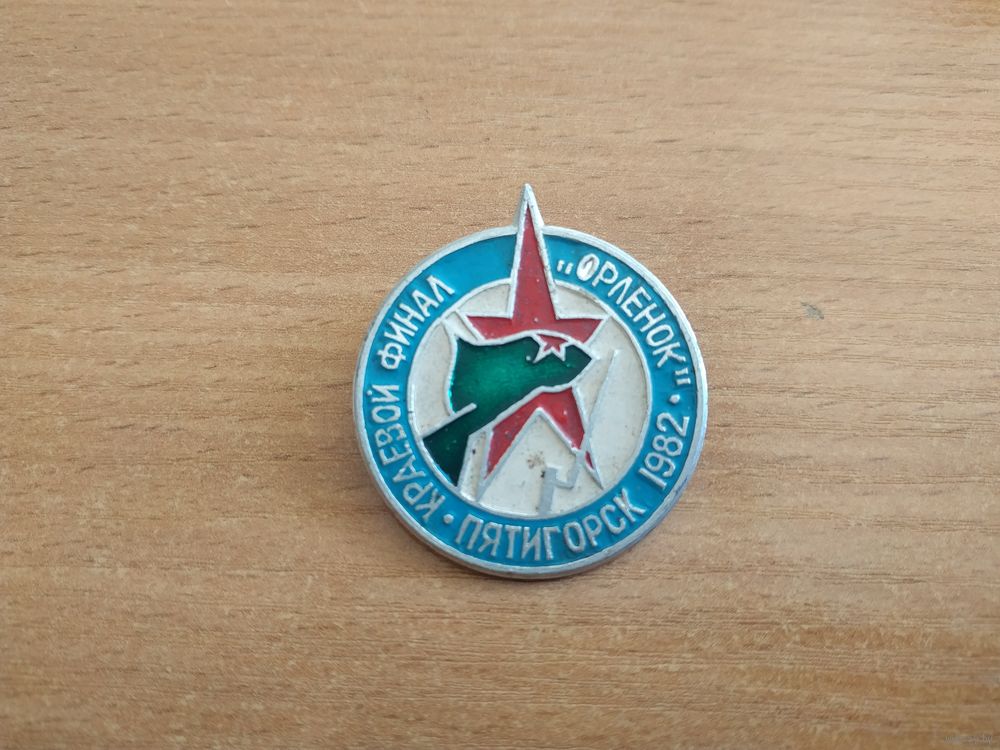 КРАЕВОЙ ФИНАЛ "ОРЛЕНОК"
• ПЯТИГОРСК 1982 •